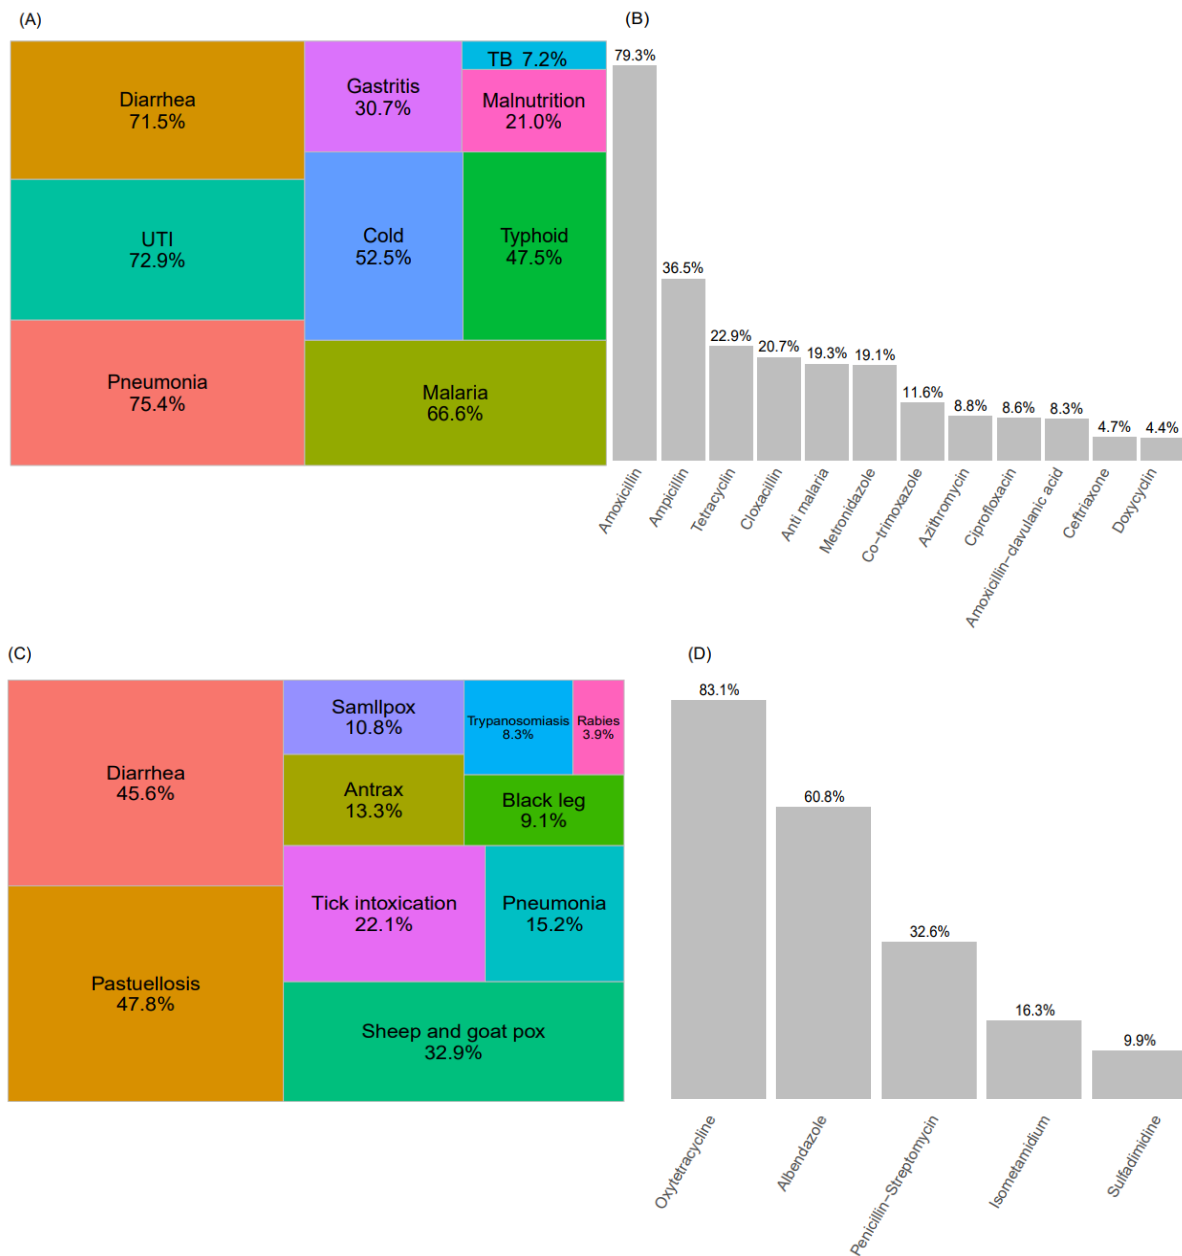 (A)
Diarrhea
71.5%
UTI
72.9%
Pneumonia
75.4%
Gastritis
30.7%
TB 7.2%
Malnutrition
21.0%
Cold
52.5%
Typhoid
47.5%
Malaria
66.6%
(B)
79.3%
36.5%
22.9%
20.7%
19.3%
19.1%
11.6%
8.8%
8.6%
8.3%
4.7%
4.4%
Amoxicillin
Ampicillin
Tetracyclin
Cloxacillin
Anti malaria
Metronidazole
Co-trimoxazole
Azithromycin
Ciprofloxacin
Amoxicillin-clavulanic acid
Ceftriaxone
Doxycyclin
(C)
Diarrhea
45.6%
Pastuellosis
47.8%
Samllpox
10.8%
Antrax
13.3%
Trypanosomiasis
8.3%
Rabies
3.9%
Black leg
9.1%
Tick intoxication
22.1%
Pneumonia
15.2%
Sheep and goat pox
32.9%
(D)
83.1%
60.8%
32.6%
16.3%
9.9%
Oxytetracycline
Albendazole
Penicillin-Streptomycin
Isometamidium
Sulfadimidine